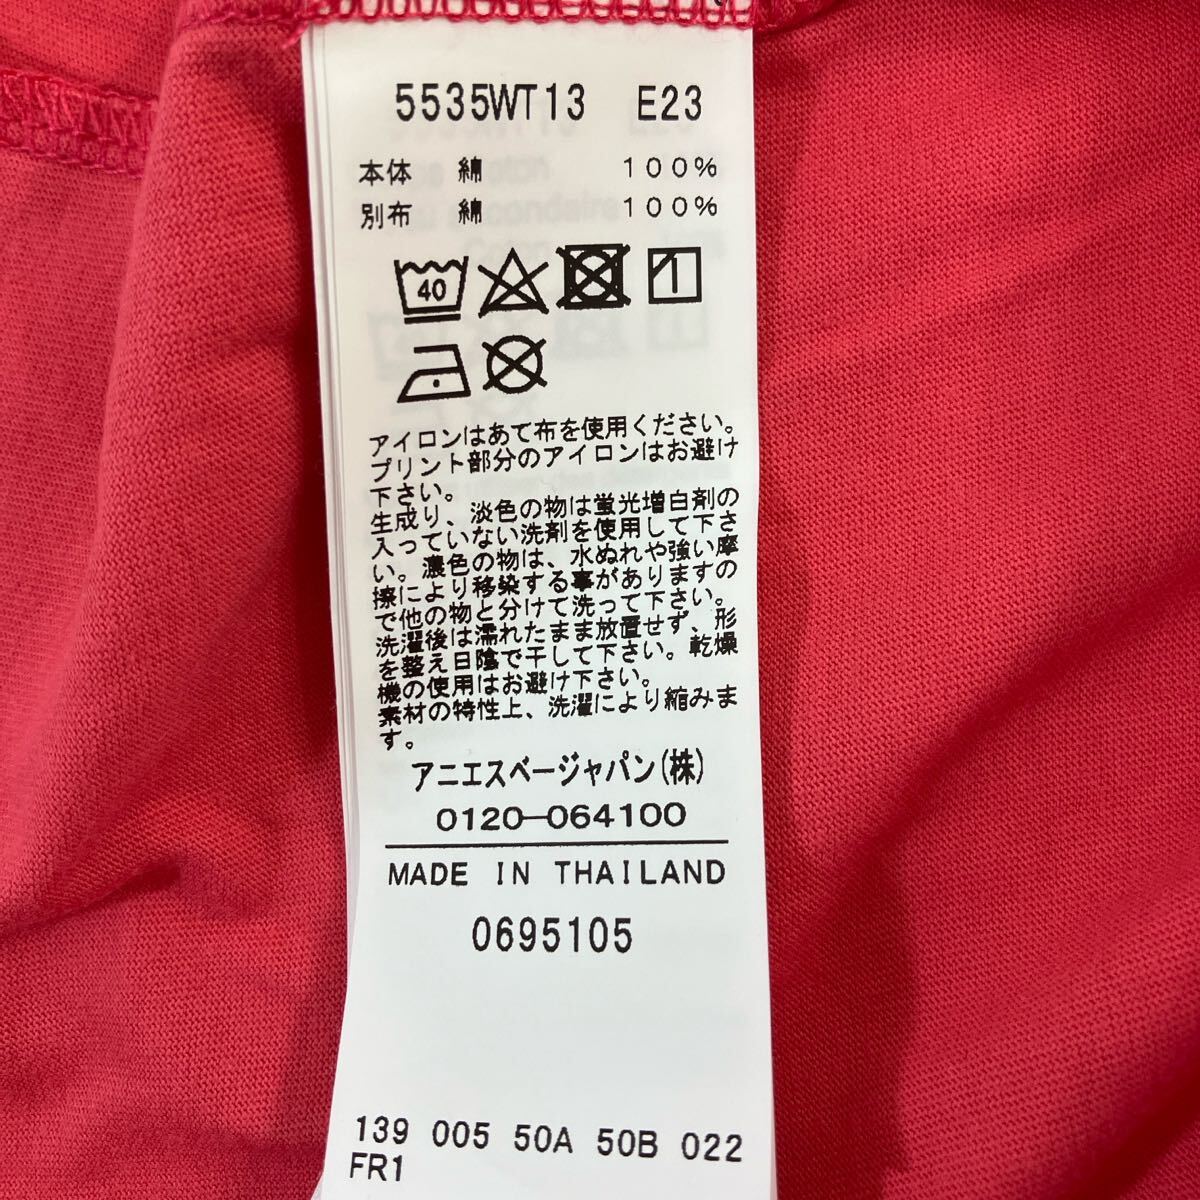 5535WT13 E23
本体 綿 100%
別布 綿 100%
40
アイロンはあて布を使用ください。
プリント部分のアイロンはお避け
下さい。
生成り、淡色の物は蛍光増白剤の
入っていない洗剤を使用して下さ
い。濃色の物は、水ぬれや強い摩
擦により移染する事がありますの
で他の物と分けて洗って下さい。
洗濯後は濡れたまま放置せず、形
を整え日陰で干して下さい。乾燥
機の使用はお避け下さい。
素材の特性上、洗濯により縮みま
す。
アニエスベージャパン(株)
0120-064100
MADE IN THAILAND
0695105
139 005 50A 50B 022
FR1